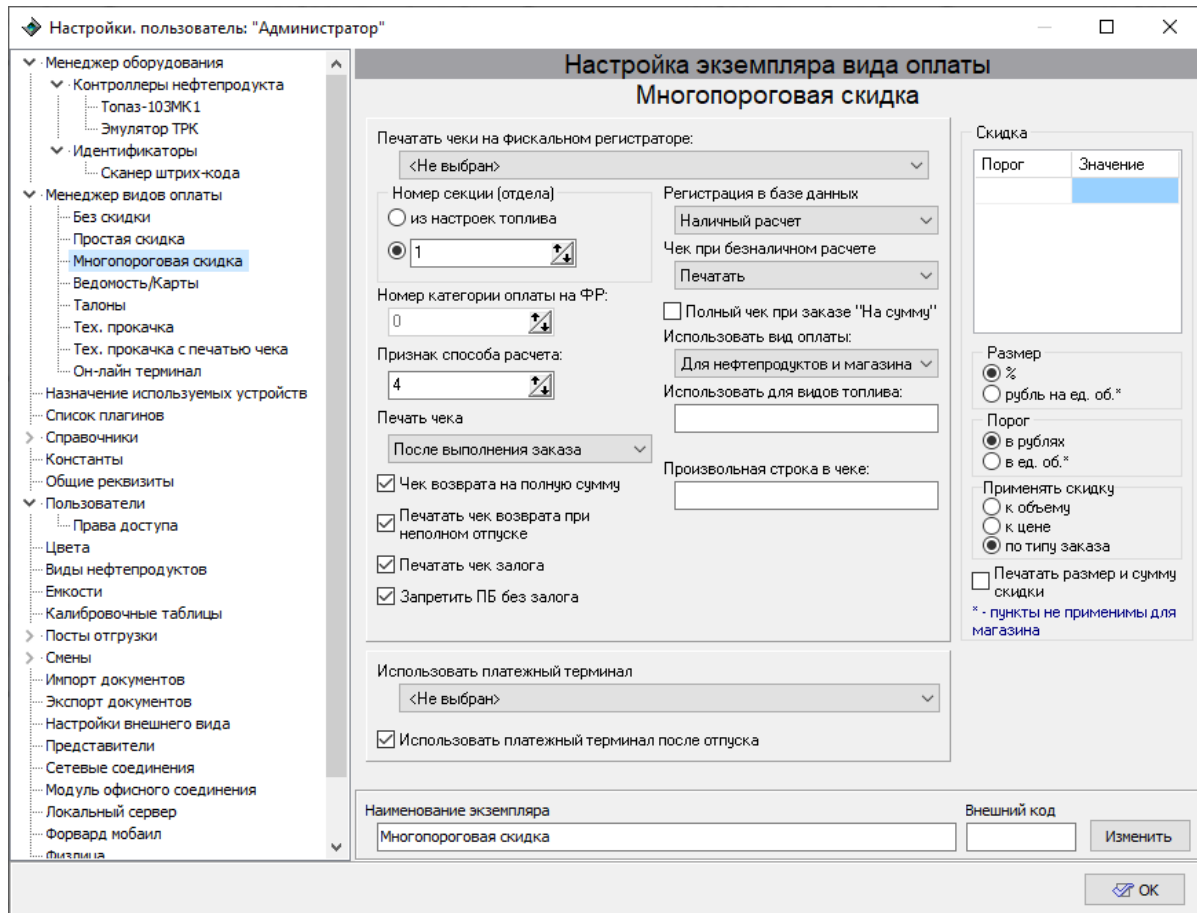 Настройки. пользователь: "Администратор"
Менеджер оборудования
Контроллеры нефтепродукта
Топаз-103МК1
Эмулятор ТРК
Идентификаторы
Сканер штрих-кода
Менеджер видов оплаты
Без скидки
Простая скидка
Многопороговая скидка
Ведомость/Карты
Талоны
Тех. прокачка
Тех. прокачка с печатью чека
Он-лайн терминал
Назначение используемых устройств
Список плагинов
Справочники
Константы
Общие реквизиты
Пользователи
Права доступа
Цвета
Виды нефтепродуктов
Емкости
Калибровочные таблицы
Посты отгрузки
Смены
Импорт документов
Экспорт документов
Настройки внешнего вида
Представители
Сетевые соединения
Модуль офисного соединения
Локальный сервер
Форвард мобаил
Физлица
Настройка экземпляра вида оплаты
Многопороговая скидка
Печатать чеки на фискальном регистраторе:
<Не выбран>
Номер секции (отдела)
из настроек топлива
1
Номер категории оплаты на ФР:
0
Признак способа расчета:
4
Печать чека
После выполнения заказа
Чек возврата на полную сумму
Печатать чек возврата при
неполном отпуске
Печатать чек залога
Запретить ПБ без залога
Регистрация в базе данных
Наличный расчет
Чек при безналичном расчете
Печатать
Полный чек при заказе "На сумму"
Использовать вид оплаты:
Для нефтепродуктов и магазина
Использовать для видов топлива:
Произвольная строка в чеке:
Скидка
Порог Значение
Размер
%
рубль на ед. об.*
Порог
в рублях
в ед. об.*
Применять скидку
к объему
к цене
по типу заказа
Печатать размер и сумму
скидки
* - пункты не применимы для
магазина
Использовать платежный терминал
<Не выбран>
Использовать платежный терминал после отпуска
Наименование экземпляра
Многопороговая скидка
Внешний код
Изменить
OK